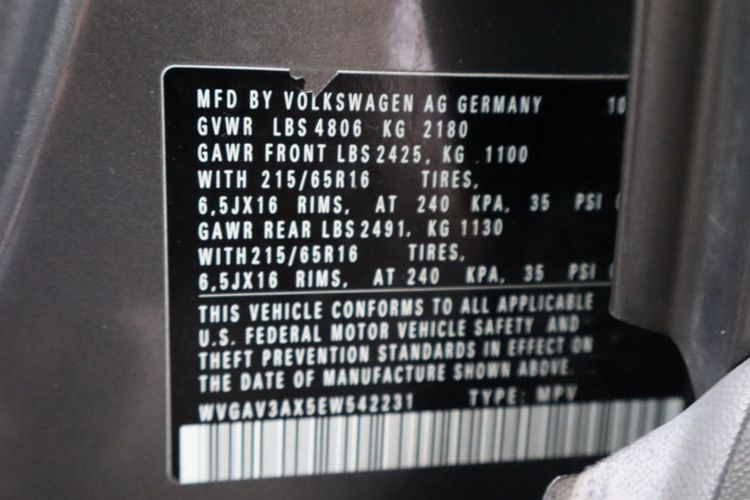 MFD BY VOLKSWAGEN AG GERMANY 10
GVWR LBS 4806 KG 2180
GAWR FRONT LBS 2425, KG 1100
WITH 215/65R16 TIRES,
6,5JX16 RIMS, AT 240 KPA, 35 PSI (
GAWR REAR LBS 2491, KG 1130
WITH215/65R16 TIRES,
6,5JX16 RIMS, AT 240 KPA, 35 PSI (
THIS VEHICLE CONFORMS TO ALL APPLICABLE
U.S. FEDERAL MOTOR VEHICLE SAFETY AND
THEFT PREVENTION STANDARDS IN EFFECT ON
THE DATE OF MANUFACTURE SHOWN ABOVE.
WVGAV3AX5EW542231 TYPE: MPV